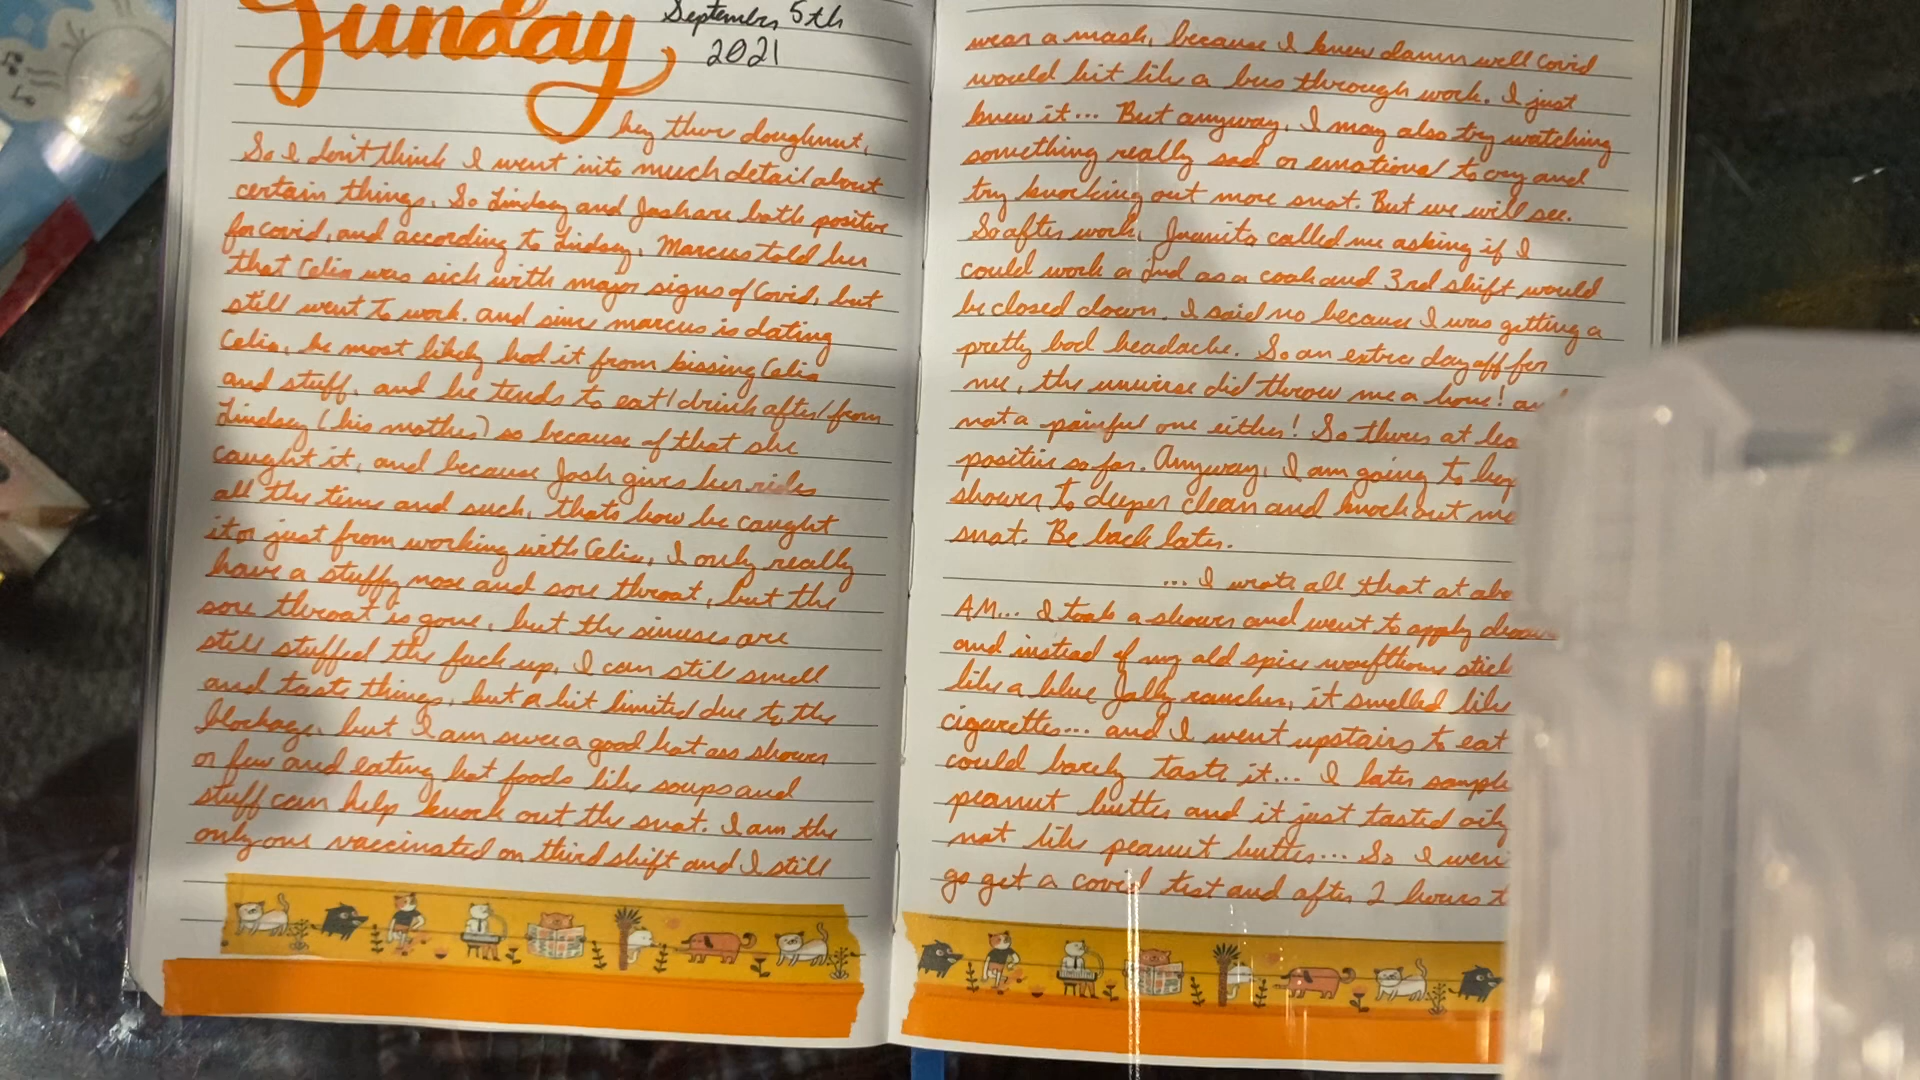 Sunday
September 5th
2021
hey there doughnut,
So I don't think I went into much detail about
certain things. So Lindsey and Josh are both positive
for covid, and according to Lindsey, Marcus told her
that Celia was sick with major signs of Covid, but
still went to work. and since marcus is dating
Celia, he most likely had it from kissing Celia
and stuff, and he tends to eat/drink after/from
Lindsey (his mother) so because of that she
caught it, and because Josh gives her rides
all the time and such, thats how he caught
it or just from working with Celia, I only really
have a stuffy nose and sore throat, but the
sore throat is gone, but the sinuses are
still stuffed the fuck up. I can still smell
and taste things, but a bit limited due to the
blockage, but I am sure a good hot ass shower
or few and eating hot foods like soups and
stuff can help knock out the snot. I am the
only one vaccinated on third shift and I still
wear a mask, because I knew damn well Covid
would hit like a bus through work. I just
knew it... But anyway, I may also try watching
something really sad or emotional to cry and
try knocking out more snot. But we will see.
So after work, Juanita called me asking if I
could work a 2nd as a cook and 3rd shift would
be closed down. I said no because I was getting a
pretty bad headache. So an extra day off for
me, the universe did throw me a bone! and
not a painful one either! So theres at lea
positive so far. Anyway, I am going to hop
shower, to deeper clean and knock out mo
snot. Be back later.
... I wrote all that at abo
AM... I took a shower and went to apply
and instead of my old spice wolfthorn stick
like a blue Jolly rancher, it smelled like
cigarettes... and I went upstairs to eat
could barely taste it... I later sample
peanut butter and it just tasted oily
not like peanut butter... So I wen
go get a covid test and after 2 hours t